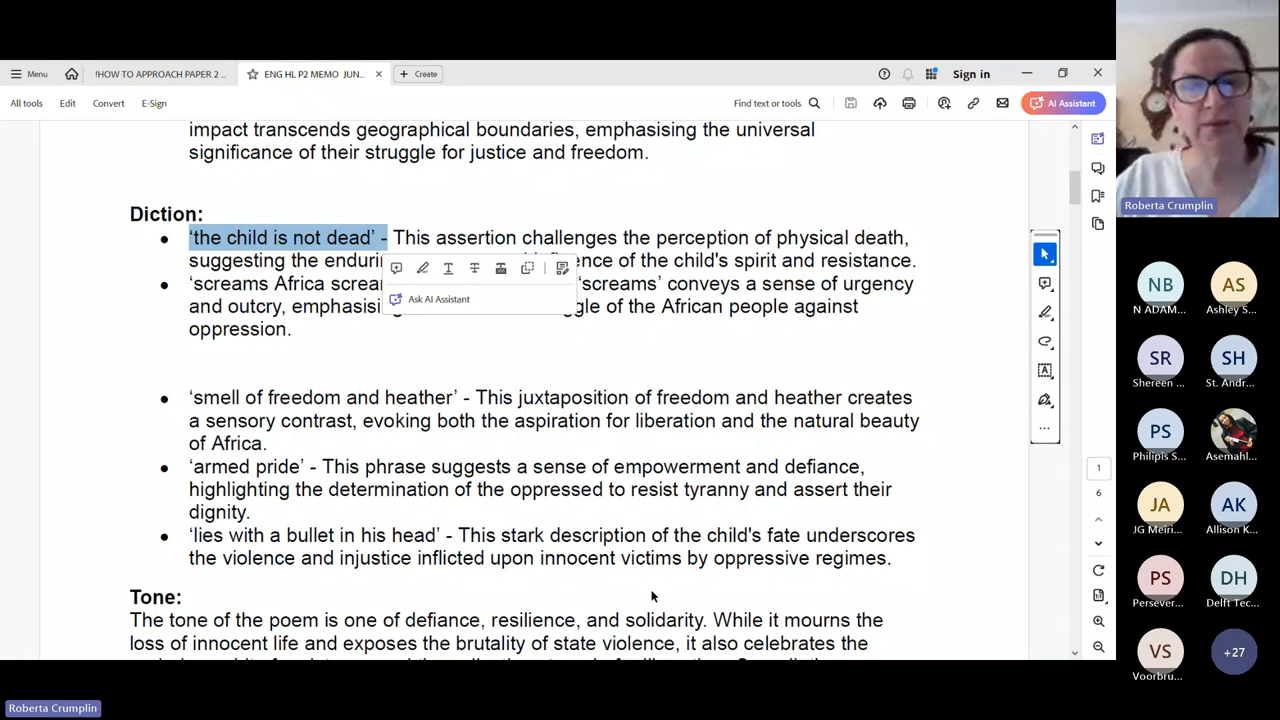 Menu
!HOW TO APPROACH PAPER 2 ...
ENG HL P2 MEMO JUN...
Create
Sign in
All tools
Edit
Convert
E-Sign
Find text or tools
AI Assistant
impact transcends geographical boundaries, emphasising the universal
significance of their struggle for justice and freedom.
Diction:
● ‘the child is not dead’ - This assertion challenges the perception of physical death,
suggesting the enduring influence of the child's spirit and resistance.
● ‘screams Africa ‘screams’ conveys a sense of urgency
Ask AI Assistant
and outcry, of the African people against
oppression.
● ‘smell of freedom and heather’ - This juxtaposition of freedom and heather creates
a sensory contrast, evoking both the aspiration for liberation and the natural beauty
of Africa.
● ‘armed pride’ - This phrase suggests a sense of empowerment and defiance,
highlighting the determination of the oppressed to resist tyranny and assert their
dignity.
● ‘lies with a bullet in his head’ - This stark description of the child's fate underscores
the violence and injustice inflicted upon innocent victims by oppressive regimes.
Tone:
The tone of the poem is one of defiance, resilience, and solidarity. While it mourns the
loss of innocent life and exposes the brutality of state violence, it also celebrates the
1
6
Roberta Crumplin
NB
AS
N ADAM...
Ashley S...
SR
SH
Shereen ...
St. Andr...
PS
Philipis S...
Asemahl...
JA
AK
JG Meiri...
Allison K...
PS
DH
Persever...
Delft Tec...
VS
+27
Voorbru...
Roberta Crumplin